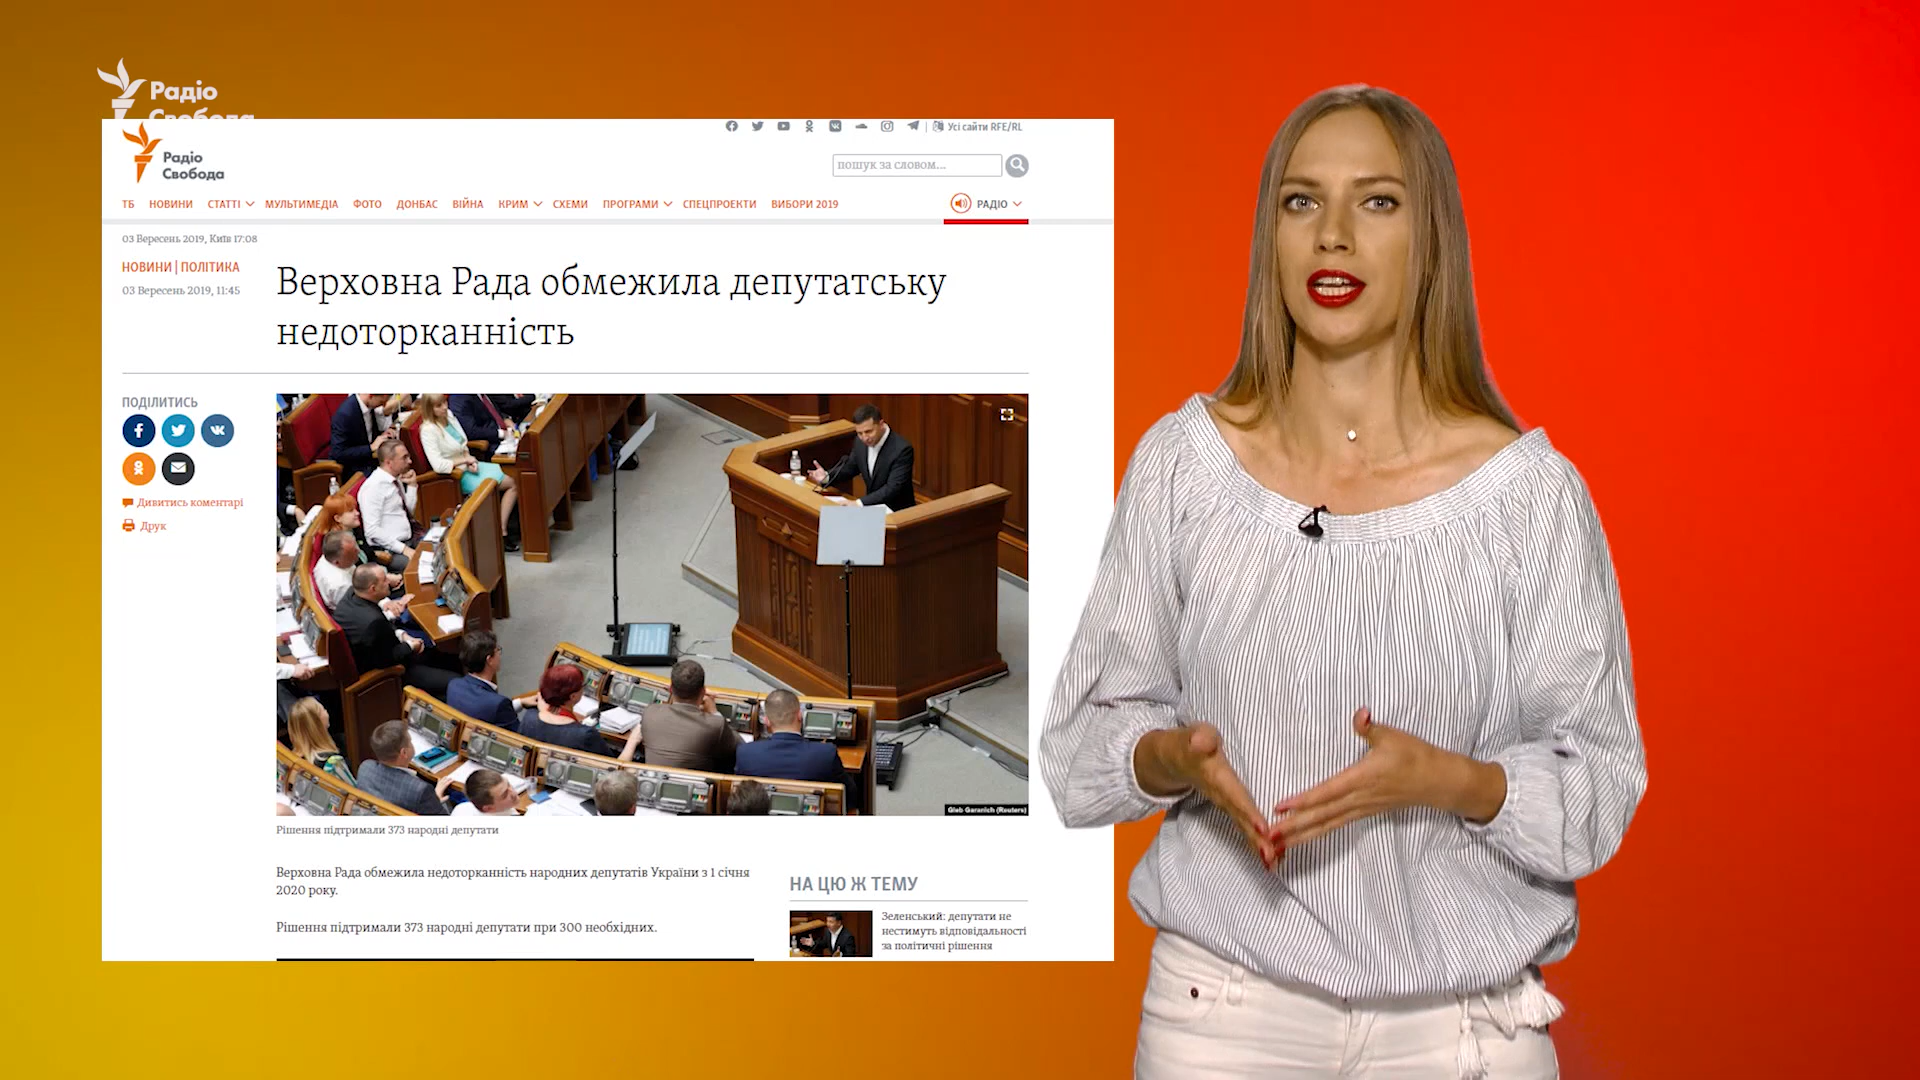 Радіо
Свобода
Усі сайти RFE/RL
Радіо
Свобода
пошук за словом...
ТБ НОВИНИ СТАТТІ МУЛЬТИМЕДІА ФОТО ДОНБАС ВІЙНА КРИМ СХЕМИ ПРОГРАМИ СПЕЦПРОЕКТИ ВИБОРИ 2019 РАДІО
03 Вересень 2019, Київ 17:08
НОВИНИ | ПОЛІТИКА
03 Вересень 2019, 11:45
Верховна Рада обмежила депутатську
недоторканність
ПОДІЛИТИСЬ
Дивитись коментарі
Друк
Gleb Garanich (Reuters)
Рішення підтримали 373 народні депутати
Верховна Рада обмежила недоторканність народних депутатів України з 1 січня
2020 року.
Рішення підтримали 373 народні депутати при 300 необхідних.
НА ЦЮ Ж ТЕМУ
Зеленський: депутати не
нестимуть відповідальності
за політичні рішення